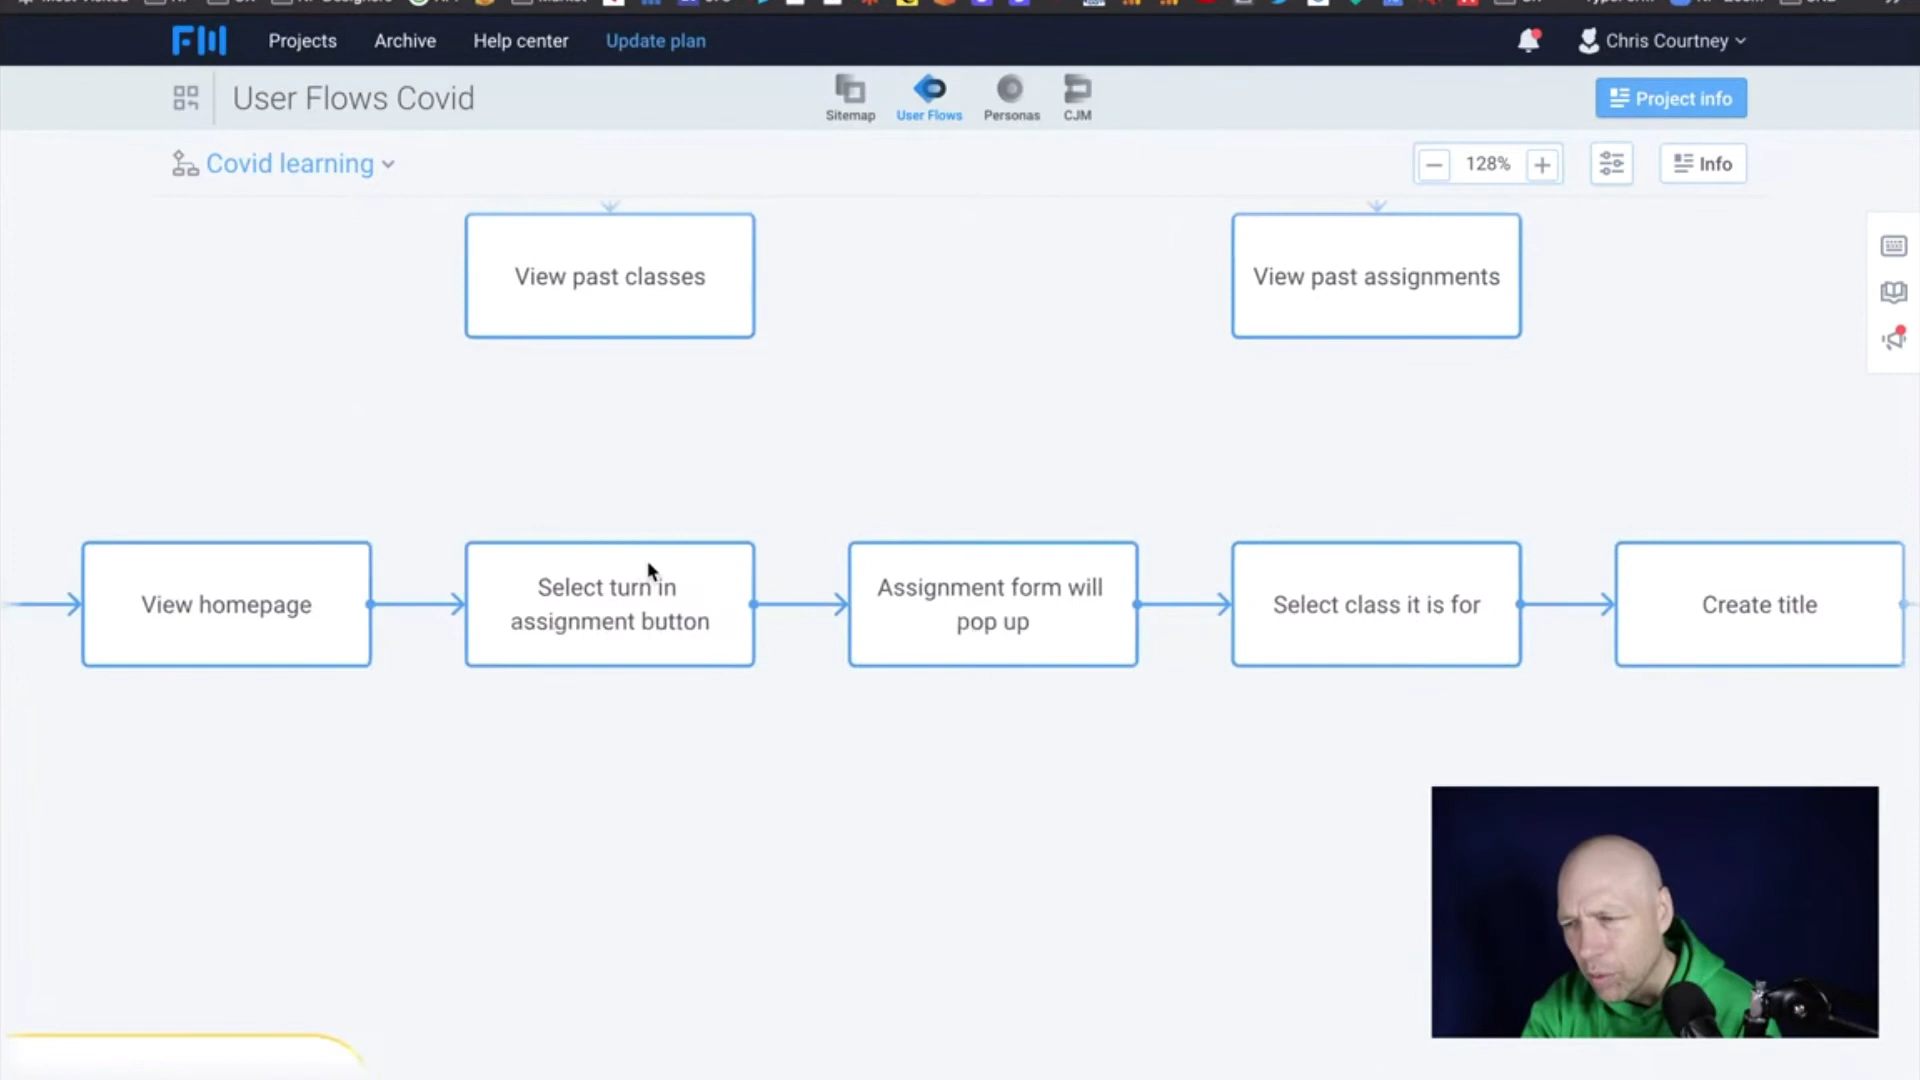 Projects
Archive
Help center
Update plan
Chris Courtney
User Flows Covid
Sitemap
User Flows
Personas
CJM
Project info
Covid learning
128%
Info
View past classes
View past assignments
View homepage
Select turn in
assignment button
Assignment form will
pop up
Select class it is for
Create title